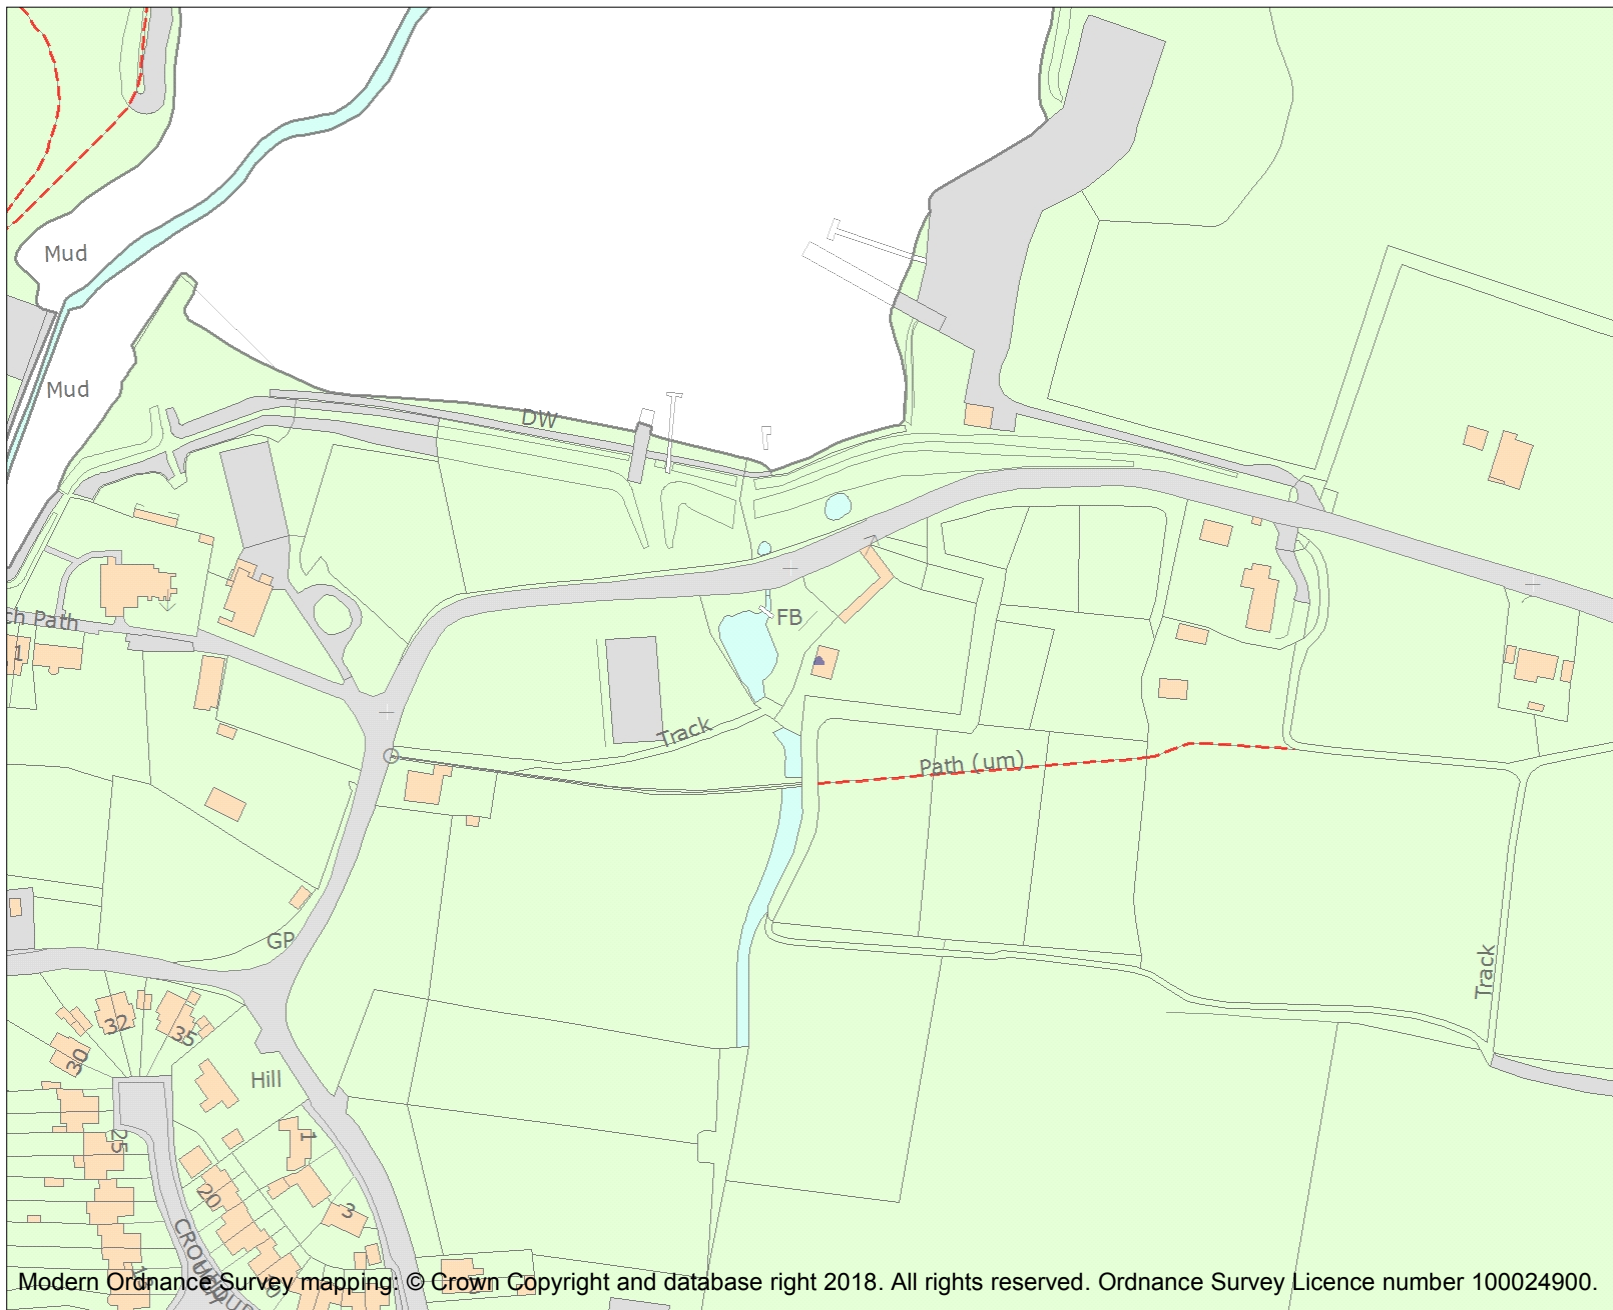 Mud
Mud
DW
ch Path
1
FB
Track
Path (um)
GP
Track
32
35
30
Hill
25
1
20
3
Modern Ordnance Survey mapping: © Crown Copyright and database right 2018. All rights reserved. Ordnance Survey Licence number 100024900.